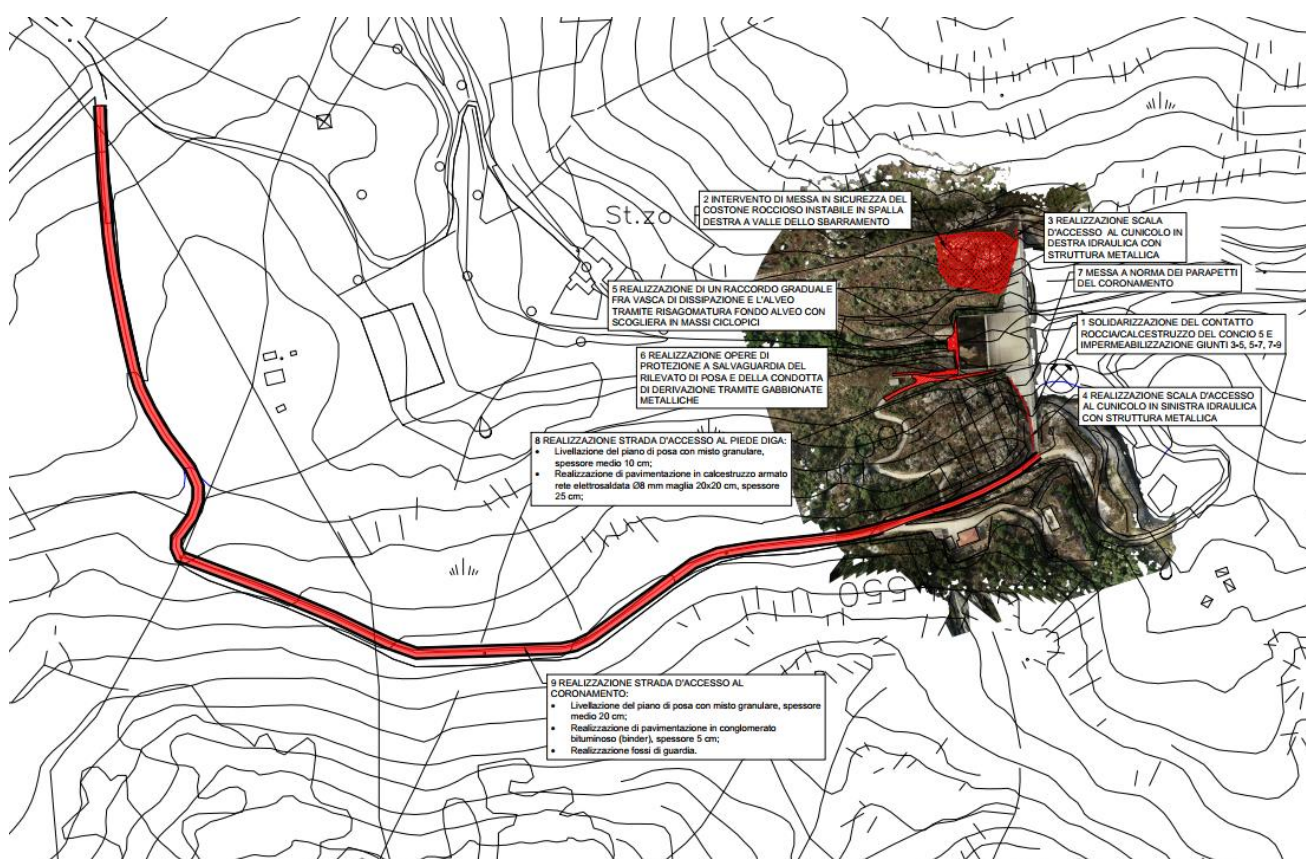 2 INTERVENTO DI MESSA IN SICUREZZA DEL
COSTONE ROCCIOSO INSTABILE IN SPALLA
DESTRA A VALLE DELLO SBARRAMENTO
St.zo
3 REALIZZAZIONE SCALA
D'ACCESSO AL CUNICOLO IN
DESTRA IDRAULICA CON
STRUTTURA METALLICA
7 MESSA A NORMA DEI PARAPETTI
DEL CORONAMENTO
5 REALIZZAZIONE DI UN RACCORDO GRADUALE
FRA VASCA DI DISSIPAZIONE E L'ALVEO
TRAMITE RISAGOMATURA FONDO ALVEO CON
SCOGLIERA IN MASSI CICLOPICI
1 SOLIDARIZZAZIONE DEL CONTATTO
ROCCIA/CALCESTRUZZO DEL CONCIO 5 E
IMPERMEABILIZZAZIONE GIUNTI 3-5, 5-7, 7-9
6 REALIZZAZIONE OPERE DI
PROTEZIONE A SALVAGUARDIA DEL
RILEVATO DI POSA E DELLA CONDOTTA
DI DERIVAZIONE TRAMITE GABBIONATE
METALLICHE
4 REALIZZAZIONE SCALA D'ACCESSO
AL CUNICOLO IN SINISTRA IDRAULICA
CON STRUTTURA METALLICA
8 REALIZZAZIONE STRADA D'ACCESSO AL PIEDE DIGA:
• Livellazione del piano di posa con misto granulare,
spessore medio 10 cm;
• Realizzazione di pavimentazione in calcestruzzo armato
rete elettrosaldata Ø8 mm maglia 20x20 cm, spessore
25 cm;
550
9 REALIZZAZIONE STRADA D'ACCESSO AL
CORONAMENTO:
• Livellazione del piano di posa con misto granulare, spessore
medio 20 cm;
• Realizzazione di pavimentazione in conglomerato
bituminoso (binder), spessore 5 cm;
• Realizzazione fossi di guardia.